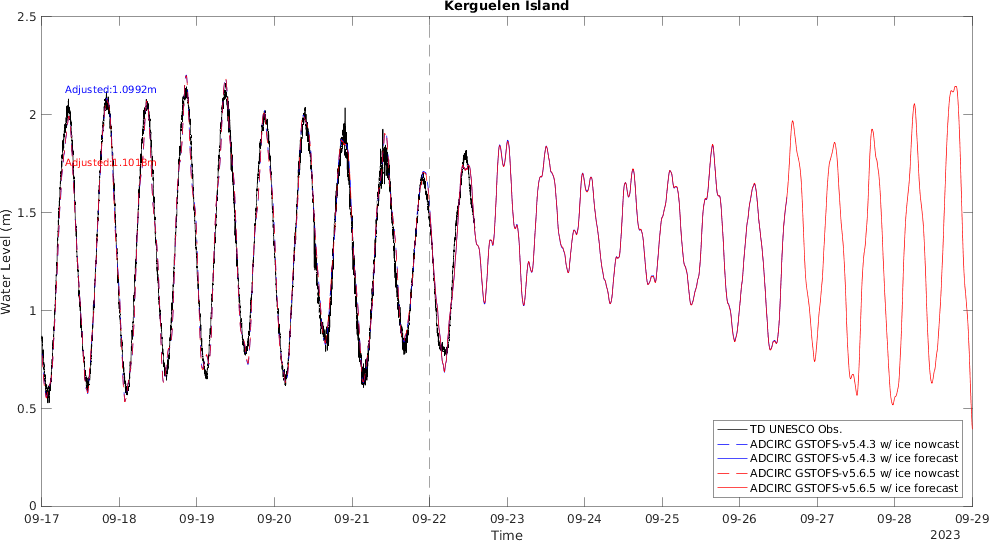 Kerguelen Island
2.5
2
1.5
1
0.5
0
Water Level (m)
Adjusted:1.0992m
Adjusted:1.1018m
TD UNESCO Obs.
ADCIRC GSTOFS-v5.4.3 w/ ice nowcast
ADCIRC GSTOFS-v5.4.3 w/ ice forecast
ADCIRC GSTOFS-v5.6.5 w/ ice nowcast
ADCIRC GSTOFS-v5.6.5 w/ ice forecast
09-17 09-18 09-19 09-20 09-21 09-22 09-23 09-24 09-25 09-26 09-27 09-28 09-29
Time
2023